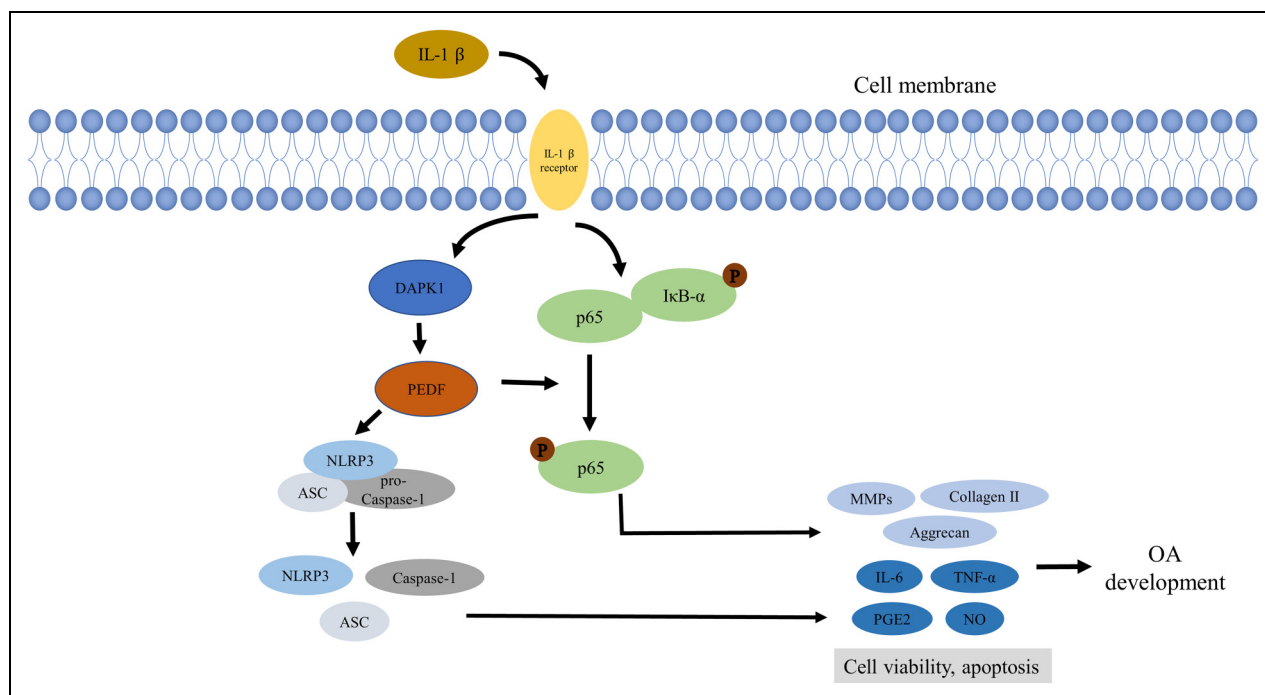 IL-1 β
Cell membrane
IL-1 β
receptor
DAPK1
IκB-α
P
p65
PEDF
P
p65
NLRP3
ASC
pro-
Caspase-1
MMPs
Collagen II
Aggrecan
NLRP3
Caspase-1
ASC
IL-6
TNF-α
PGE2
NO
OA
development
Cell viability, apoptosis